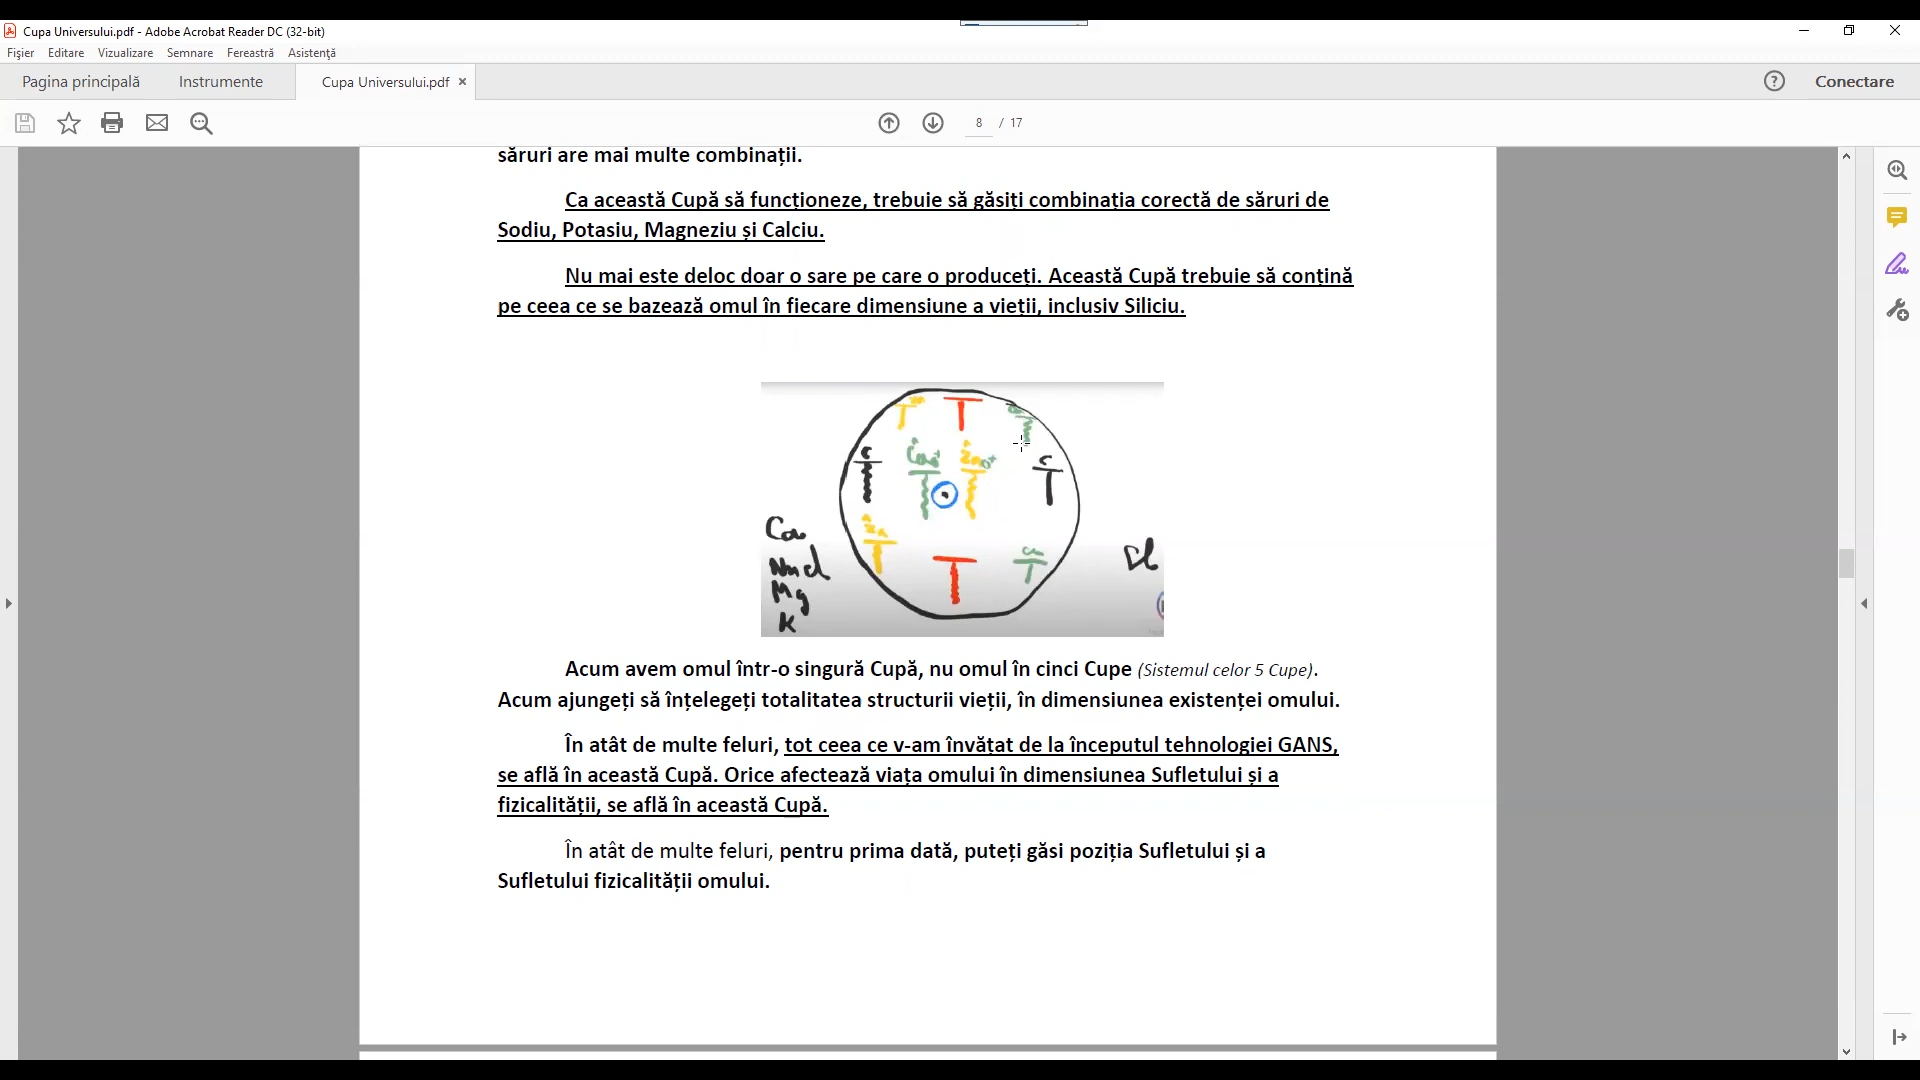 Cupa Universului.pdf - Adobe Acrobat Reader DC (32-bit)
Fişier Editare Vizualizare Semnare Fereastră Asistenţă
Pagina principală Instrumente Cupa Universului.pdf × ? Conectare
8 / 17
săruri are mai multe combinații.
Ca această Cupă să funcționeze, trebuie să găsiți combinația corectă de săruri de
Sodiu, Potasiu, Magneziu și Calciu.
Nu mai este deloc doar o sare pe care o produceți. Această Cupă trebuie să conțină
pe ceea ce se bazează omul în fiecare dimensiune a vieții, inclusiv Siliciu.
Ca
Mg
K
Acum avem omul într-o singură Cupă, nu omul în cinci Cupe (Sistemul celor 5 Cupe).
Acum ajungeți să înțelegeți totalitatea structurii vieții, în dimensiunea existenței omului.
În atât de multe feluri, tot ceea ce v-am învățat de la începutul tehnologiei GANS,
se află în această Cupă. Orice afectează viața omului în dimensiunea Sufletului și a
fizicalității, se află în această Cupă.
În atât de multe feluri, pentru prima dată, puteți găsi poziția Sufletului și a
Sufletului fizicalității omului.